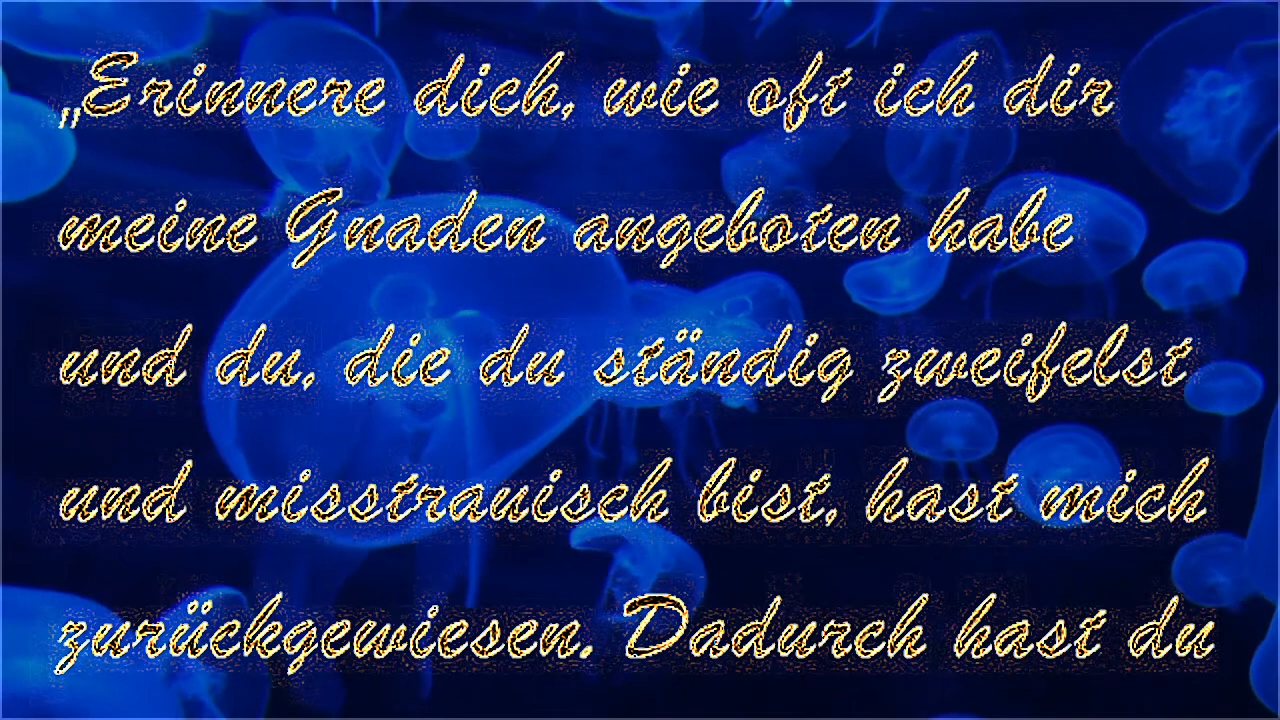 „Erinnere dich, wie oft ich dir
meine Gnaden angeboten habe
und du, die du ständig zweifelst
und misstrauisch bist, hast mich
zurückgewiesen. Dadurch hast du